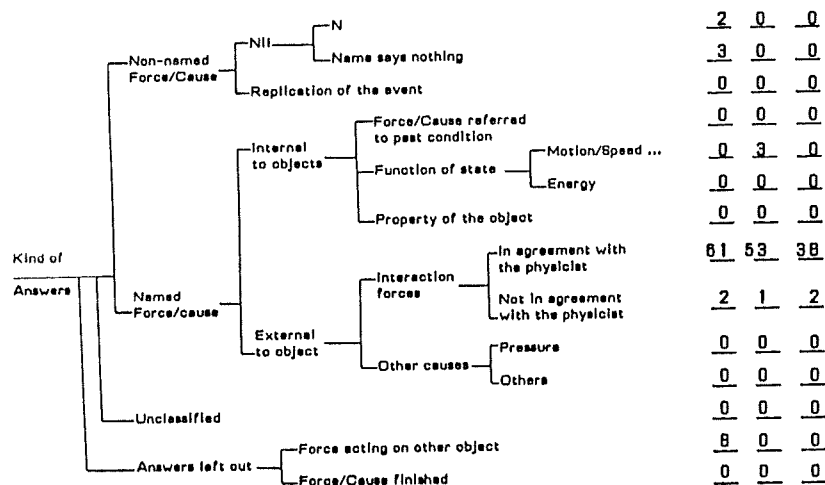 N 2 0 0
Nil
Name says nothing 3 0 0
Non-named
Force/Cause
Replication of the event 0 0 0
Force/Cause referred
to past condition 0 0 0
Internal
to objects
Motion/Speed ... 0 3 0
Function of state
Energy 0 0 0
Property of the object 0 0 0
Kind of
Answers
In agreement with
the physicist 61 53 38
Interaction
forces
Named
Force/cause
Not in agreement
with the physicist 2 1 2
External
to object
Pressure 0 0 0
Other causes
Others 0 0 0
Unclassified 0 0 0
Force acting on other object 8 0 0
Answers left out
Force/Cause finished 0 0 0